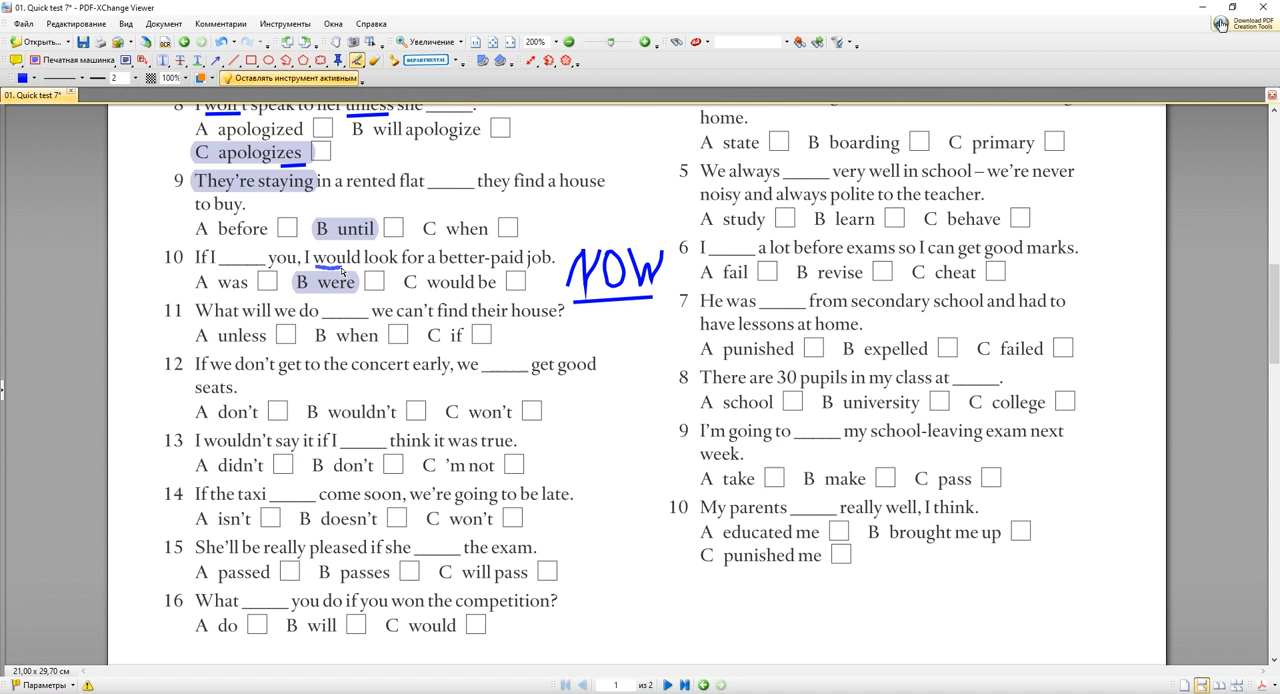 01. Quick test 7* - PDF-XChange Viewer
Файл Редактирование Вид Документ Комментарии Инструменты Окна Справка
Download PDF Creation Tools
Открыть... OCR Увеличение 200%
Печатная машинка DEPARTMENTAL
2 100% Оставлять инструмент активным
01. Quick test 7*
8 I won't speak to her unless she _____.
A apologized B will apologize
C apologizes
9 They're staying in a rented flat _____ they find a house
to buy.
A before B until C when
10 If I _____ you, I would look for a better-paid job.
A was B were C would be
NOW
11 What will we do _____ we can't find their house?
A unless B when C if
12 If we don't get to the concert early, we _____ get good
seats.
A don't B wouldn't C won't
13 I wouldn't say it if I _____ think it was true.
A didn't B don't C 'm not
14 If the taxi _____ come soon, we're going to be late.
A isn't B doesn't C won't
15 She'll be really pleased if she _____ the exam.
A passed B passes C will pass
16 What _____ you do if you won the competition?
A do B will C would
home.
A state B boarding C primary
5 We always _____ very well in school – we're never
noisy and always polite to the teacher.
A study B learn C behave
6 I _____ a lot before exams so I can get good marks.
A fail B revise C cheat
7 He was _____ from secondary school and had to
have lessons at home.
A punished B expelled C failed
8 There are 30 pupils in my class at _____.
A school B university C college
9 I'm going to _____ my school-leaving exam next
week.
A take B make C pass
10 My parents _____ really well, I think.
A educated me B brought me up
C punished me
21,00 x 29,70 см
Параметры 1 из 2